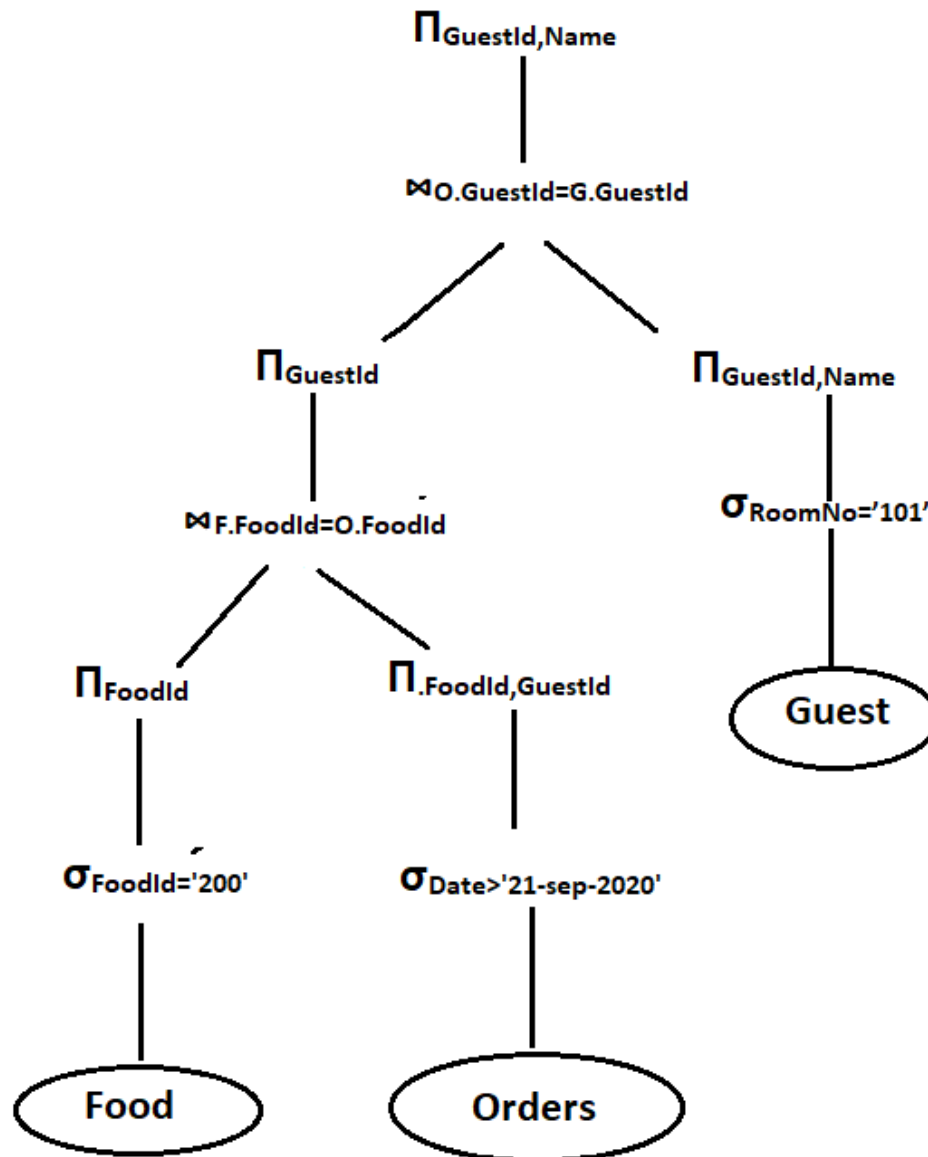 ΠGuestId,Name
⋈O.GuestId=G.GuestId
ΠGuestId
ΠGuestId,Name
⋈F.FoodId=O.FoodId
σRoomNo=’101’
ΠFoodId
Π.FoodId,GuestId
Guest
σFoodId='200'
σDate>'21-sep-2020'
Food
Orders